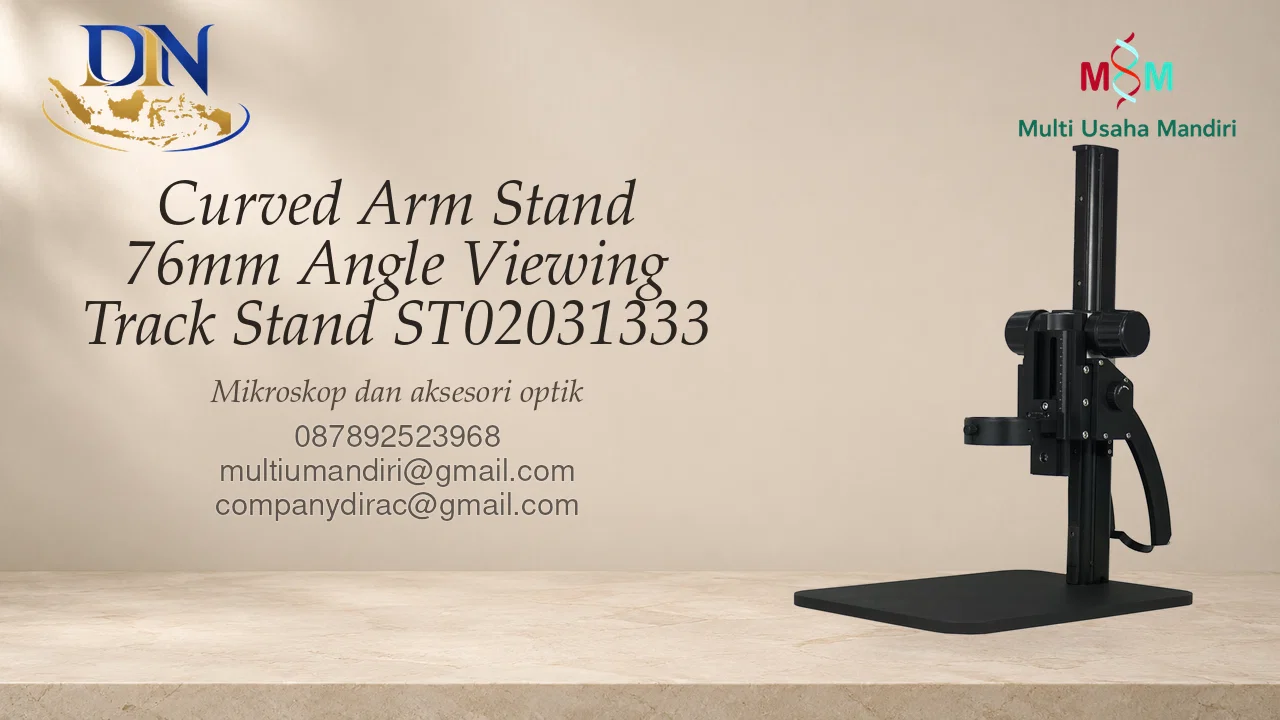 DN
M M
Multi Usaha Mandiri
Curved Arm Stand
76mm Angle Viewing
Track Stand ST02031333
Mikroskop dan aksesori optik
087892523968
multiumandiri@gmail.com
companydirac@gmail.com